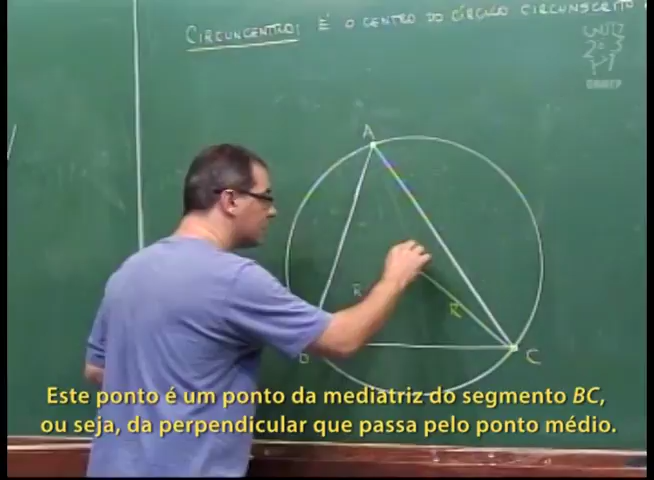 CIRCUNCENTRO: É O CENTRO DO CÍRCULO CIRCUNSCRITO
A
R
R
B
C
Este ponto é um ponto da mediatriz do segmento BC,
ou seja, da perpendicular que passa pelo ponto médio.